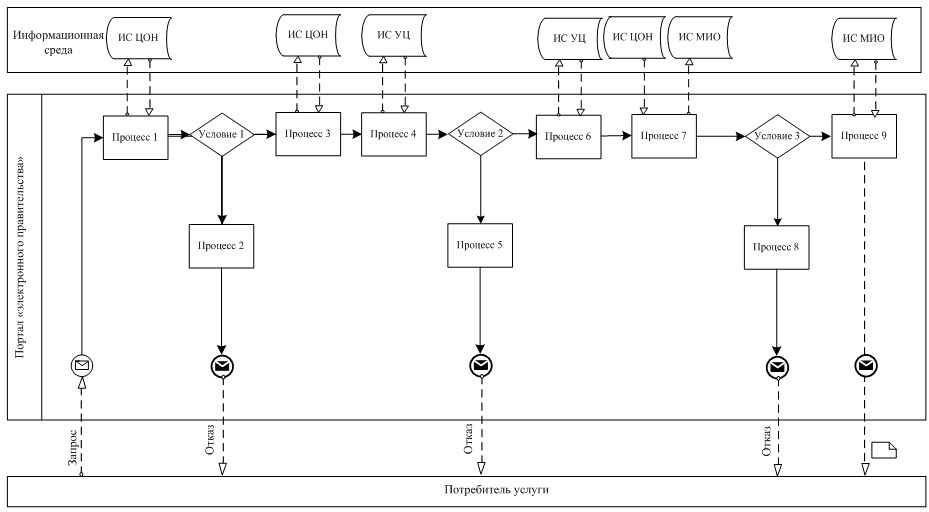 Информационная
среда
ИС ЦОН
ИС ЦОН
ИС УЦ
ИС УЦ
ИС ЦОН
ИС МИО
ИС МИО
Портал «электронного правительства»
Процесс 1
Условие 1
Процесс 3
Процесс 4
Условие 2
Процесс 6
Процесс 7
Условие 3
Процесс 9
Процесс 2
Процесс 5
Процесс 8
Запрос
Отказ
Отказ
Отказ
Потребитель услуги